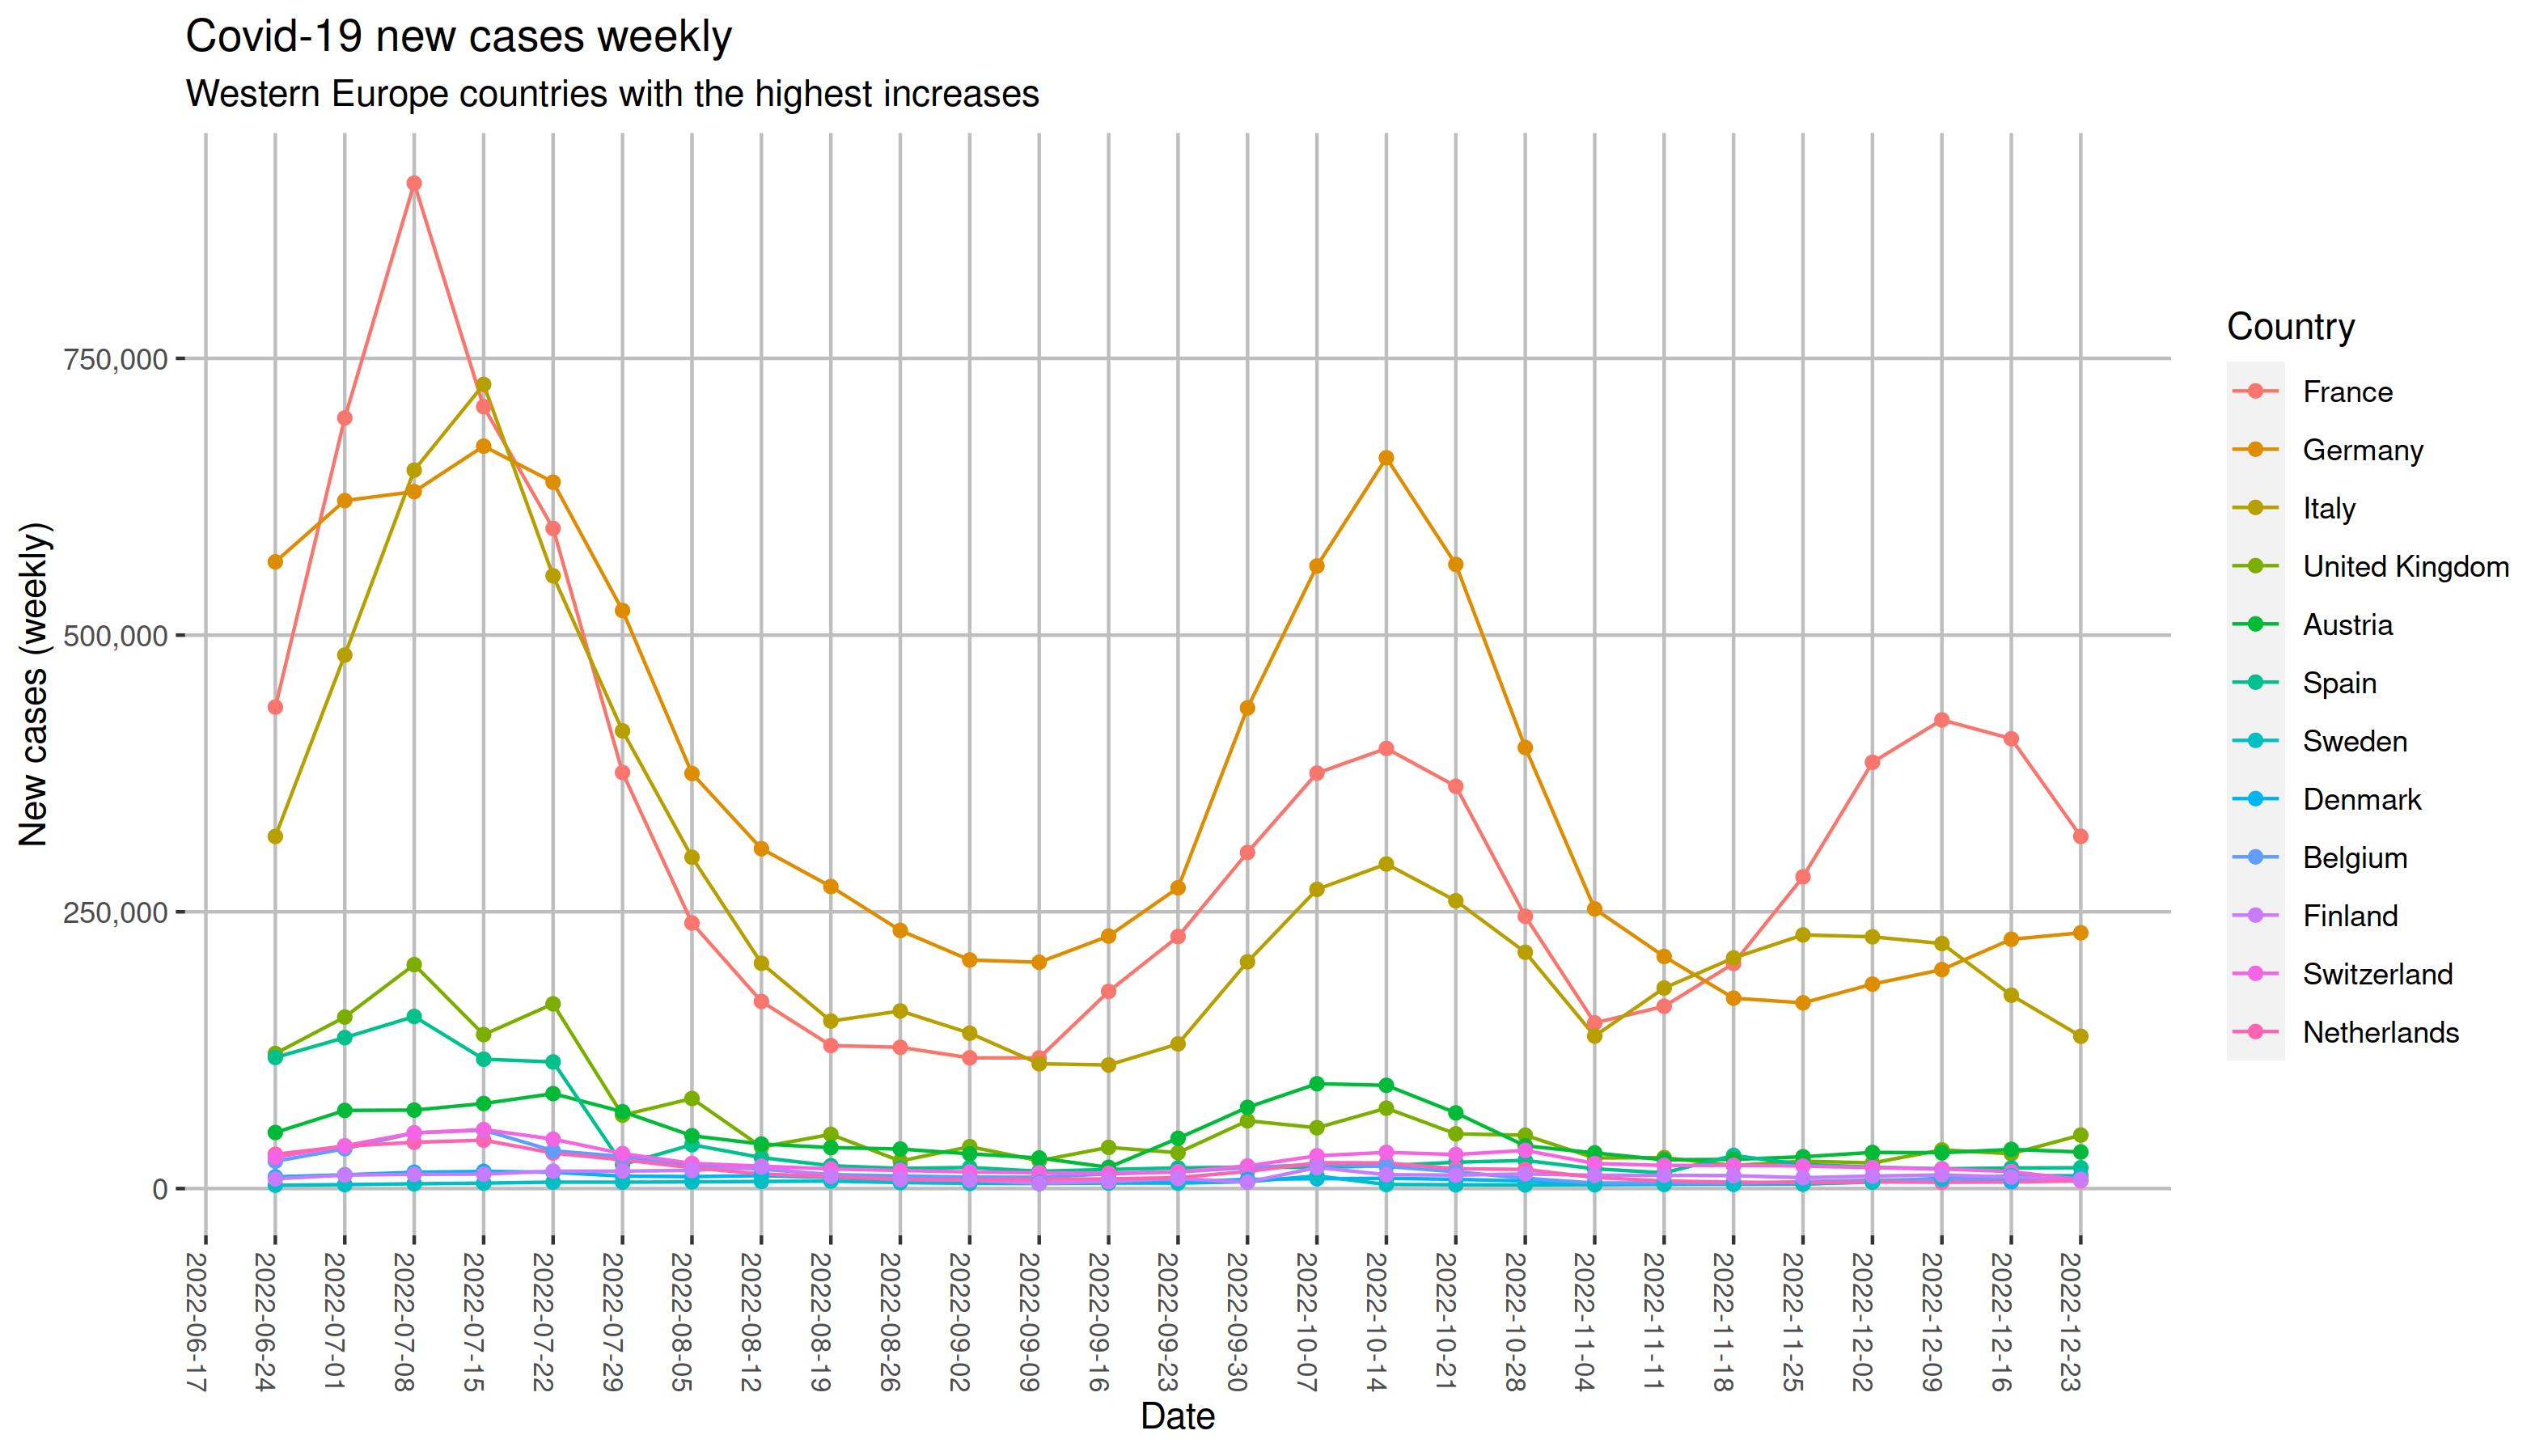 Covid-19 new cases weekly
Western Europe countries with the highest increases
New cases (weekly)
750,000
500,000
250,000
0
2022-06-17
2022-06-24
2022-07-01
2022-07-08
2022-07-15
2022-07-22
2022-07-29
2022-08-05
2022-08-12
2022-08-19
2022-08-26
2022-09-02
2022-09-09
2022-09-16
2022-09-23
2022-09-30
2022-10-07
2022-10-14
2022-10-21
2022-10-28
2022-11-04
2022-11-11
2022-11-18
2022-11-25
2022-12-02
2022-12-09
2022-12-16
2022-12-23
Date
Country
France
Germany
Italy
United Kingdom
Austria
Spain
Sweden
Denmark
Belgium
Finland
Switzerland
Netherlands